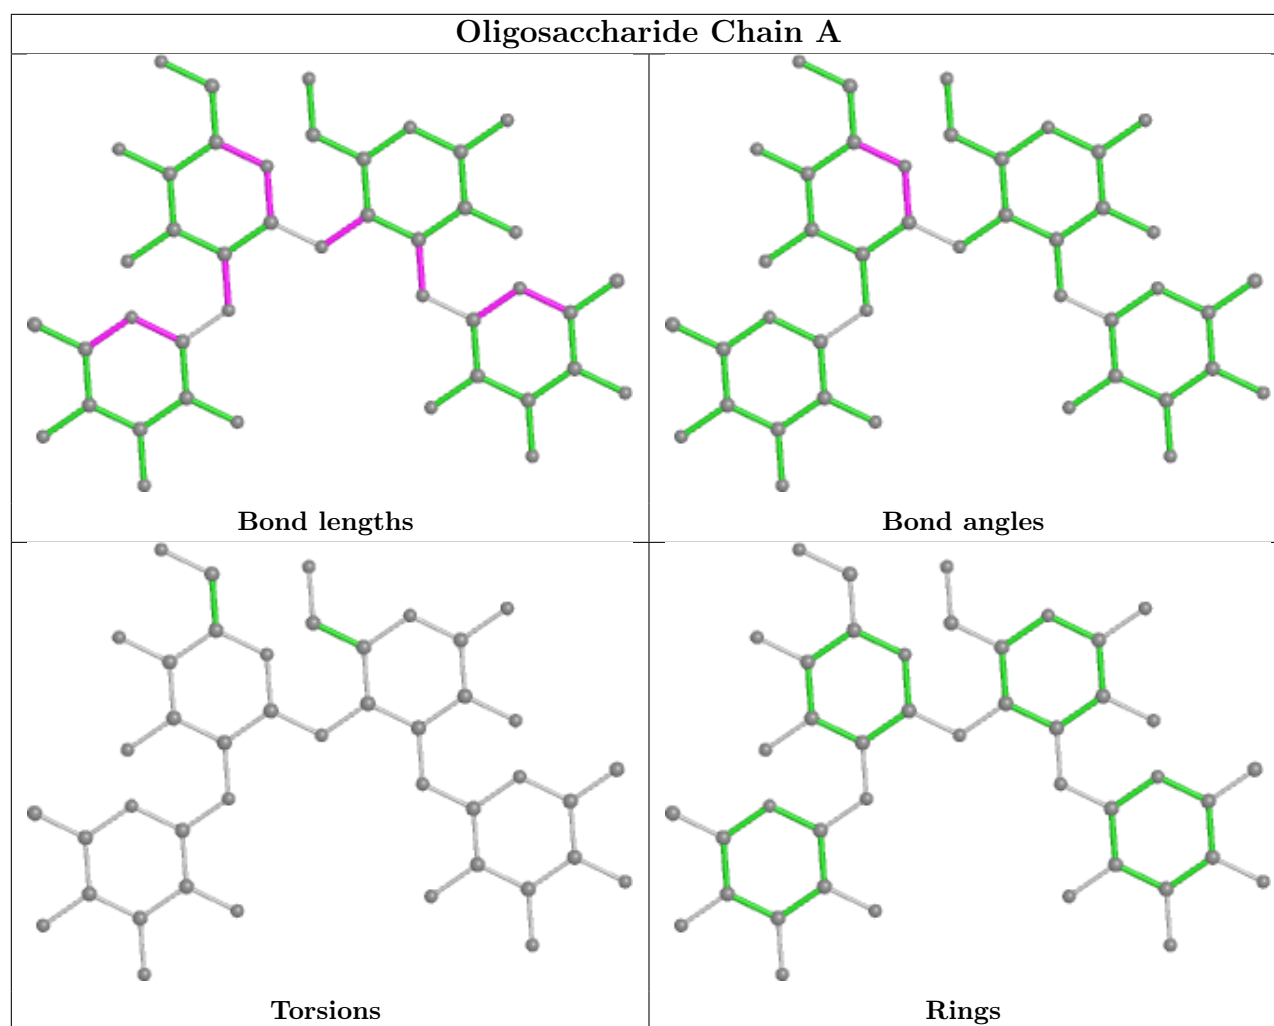 Oligosaccharide Chain A
Bond lengths
Bond angles
Torsions
Rings